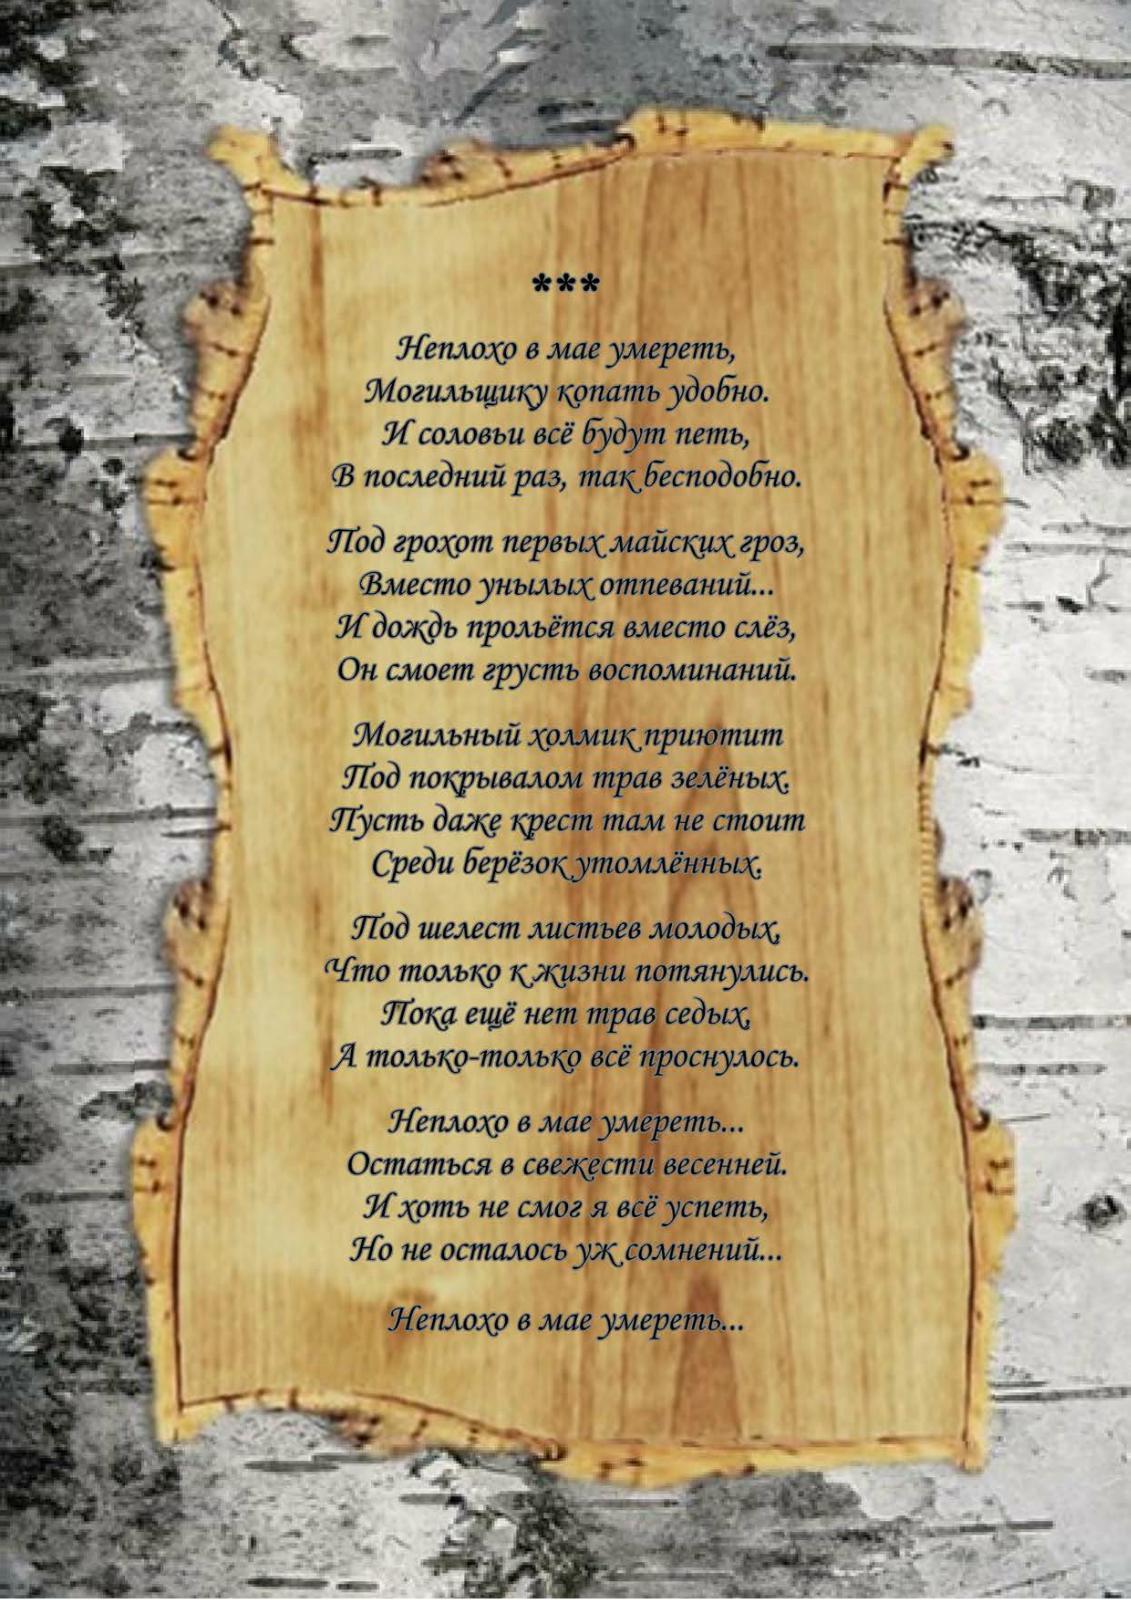 ***
Неплохо в мае умереть,
Могильщику копать удобно.
И соловьи всё будут петь,
В последний раз, так бесподобно.
Под грохот первых майских гроз,
Вместо унылых отпеваний...
И дождь прольётся вместо слёз,
Он смоет грусть воспоминаний.
Могильный холмик приютит
Под покрывалом трав зелёных.
Пусть даже крест там не стоит
Среди берёзок утомлённых.
Под шелест листьев молодых,
Что только к жизни потянулись.
Пока ещё нет трав седых,
А только-только всё проснулось.
Неплохо в мае умереть...
Остаться в свежести весенней.
И хоть не смог я всё успеть,
Но не осталось уж сомнений...
Неплохо в мае умереть...